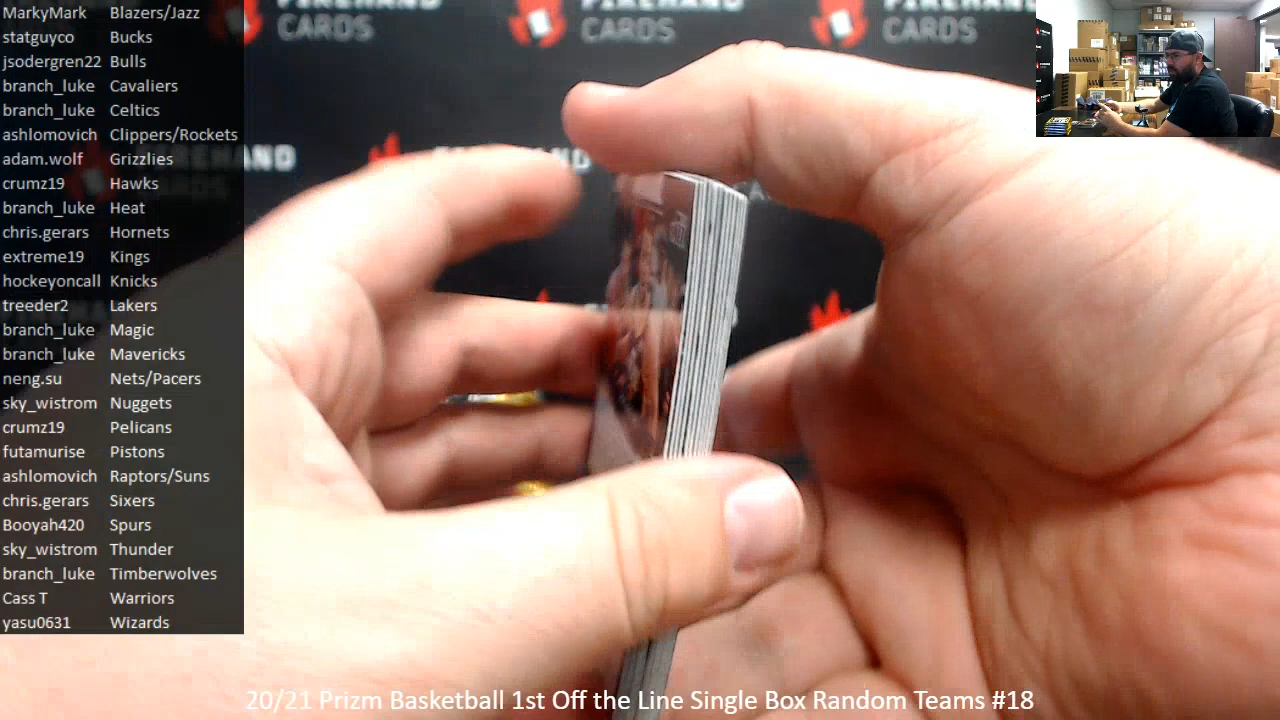 MarkyMark Blazers/Jazz
statguyco Bucks
jsodergren22 Bulls
branch_luke Cavaliers
branch_luke Celtics
ashlomovich Clippers/Rockets
adam.wolf Grizzlies
crumz19 Hawks
branch_luke Heat
chris.gerars Hornets
extreme19 Kings
hockeyoncall Knicks
treeder2 Lakers
branch_luke Magic
branch_luke Mavericks
neng.su Nets/Pacers
sky_wistrom Nuggets
crumz19 Pelicans
futamurise Pistons
ashlomovich Raptors/Suns
chris.gerars Sixers
Booyah420 Spurs
sky_wistrom Thunder
branch_luke Timberwolves
Cass T Warriors
yasu0631 Wizards
FIREHAND CARDS
FIREHAND CARDS
FIREHAND CARDS
20/21 Prizm Basketball 1st Off the Line Single Box Random Teams #18